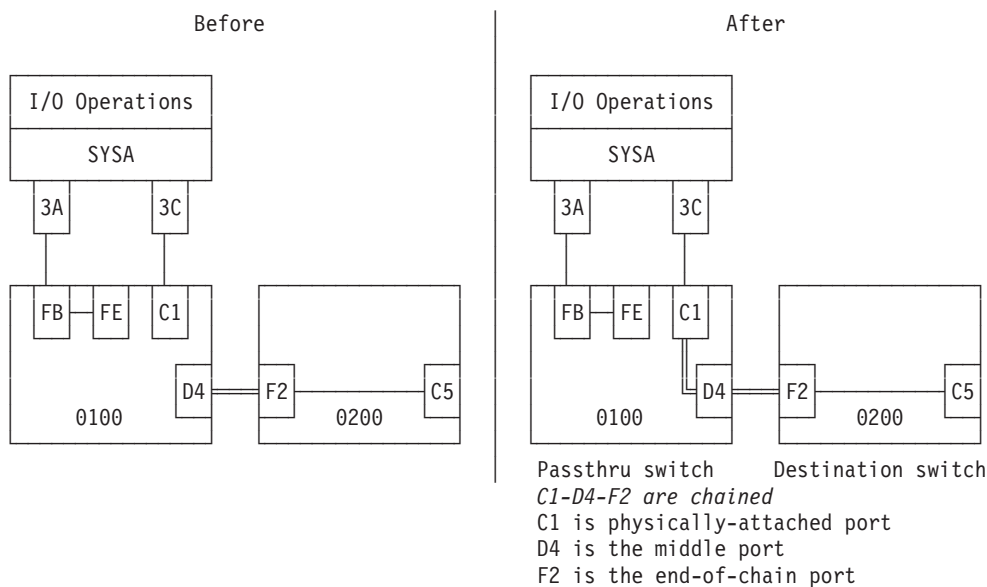 Before
After
I/O Operations
SYSA
3A
3C
FB
FE
C1
D4
F2
C5
0100
0200
I/O Operations
SYSA
3A
3C
FB
FE
C1
D4
F2
C5
0100
0200
Passthru switch
Destination switch
C1-D4-F2 are chained
C1 is physically-attached port
D4 is the middle port
F2 is the end-of-chain port